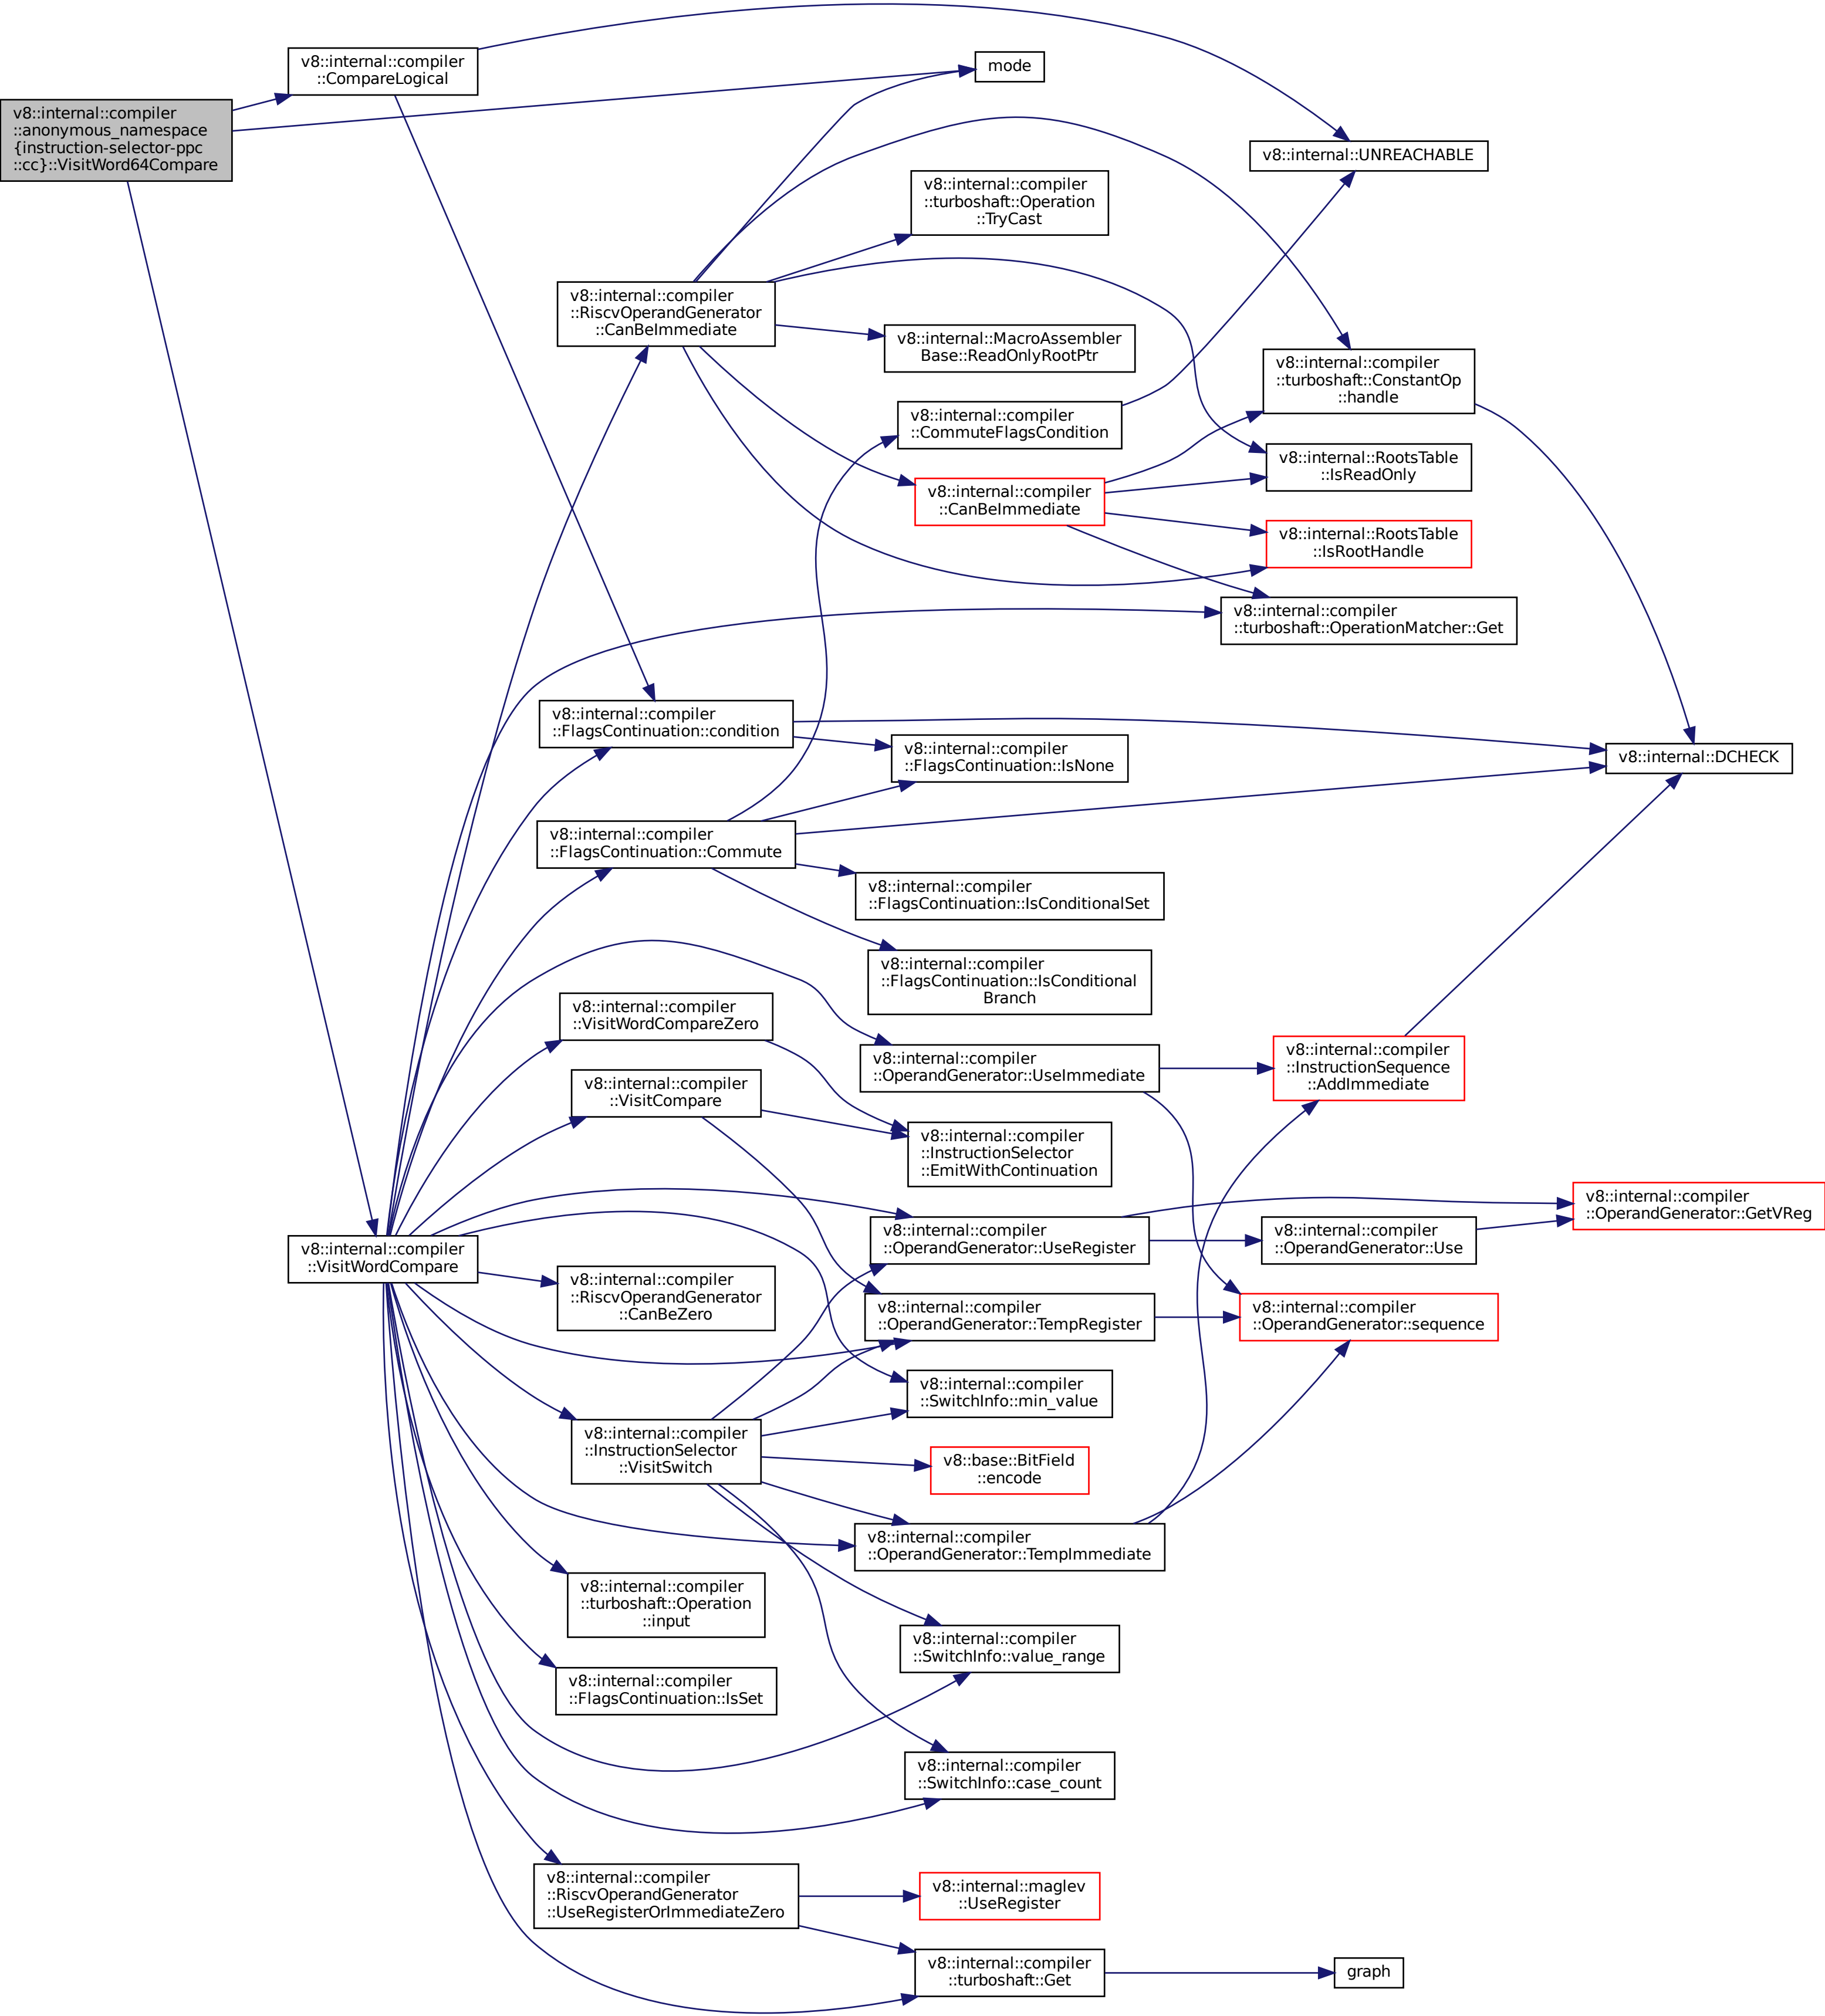 v8::internal::compiler
::CompareLogical
mode
v8::internal::compiler
::anonymous_namespace
{instruction-selector-ppc
::cc}::VisitWord64Compare
v8::internal::UNREACHABLE
v8::internal::compiler
::turboshaft::Operation
::TryCast
v8::internal::compiler
::RiscvOperandGenerator
::CanBeImmediate
v8::internal::MacroAssembler
Base::ReadOnlyRootPtr
v8::internal::compiler
::turboshaft::ConstantOp
::handle
v8::internal::compiler
::CommuteFlagsCondition
v8::internal::RootsTable
::IsReadOnly
v8::internal::compiler
::CanBeImmediate
v8::internal::RootsTable
::IsRootHandle
v8::internal::compiler
::turboshaft::OperationMatcher::Get
v8::internal::compiler
::FlagsContinuation::condition
v8::internal::compiler
::FlagsContinuation::IsNone
v8::internal::DCHECK
v8::internal::compiler
::FlagsContinuation::Commute
v8::internal::compiler
::FlagsContinuation::IsConditionalSet
v8::internal::compiler
::FlagsContinuation::IsConditional
Branch
v8::internal::compiler
::VisitWordCompareZero
v8::internal::compiler
::OperandGenerator::UseImmediate
v8::internal::compiler
::InstructionSequence
::AddImmediate
v8::internal::compiler
::VisitCompare
v8::internal::compiler
::InstructionSelector
::EmitWithContinuation
v8::internal::compiler
::OperandGenerator::GetVReg
v8::internal::compiler
::OperandGenerator::UseRegister
v8::internal::compiler
::OperandGenerator::Use
v8::internal::compiler
::VisitWordCompare
v8::internal::compiler
::RiscvOperandGenerator
::CanBeZero
v8::internal::compiler
::OperandGenerator::TempRegister
v8::internal::compiler
::OperandGenerator::sequence
v8::internal::compiler
::SwitchInfo::min_value
v8::internal::compiler
::InstructionSelector
::VisitSwitch
v8::base::BitField
::encode
v8::internal::compiler
::OperandGenerator::TempImmediate
v8::internal::compiler
::turboshaft::Operation
::input
v8::internal::compiler
::SwitchInfo::value_range
v8::internal::compiler
::FlagsContinuation::IsSet
v8::internal::compiler
::SwitchInfo::case_count
v8::internal::compiler
::RiscvOperandGenerator
::UseRegisterOrImmediateZero
v8::internal::maglev
::UseRegister
v8::internal::compiler
::turboshaft::Get
graph